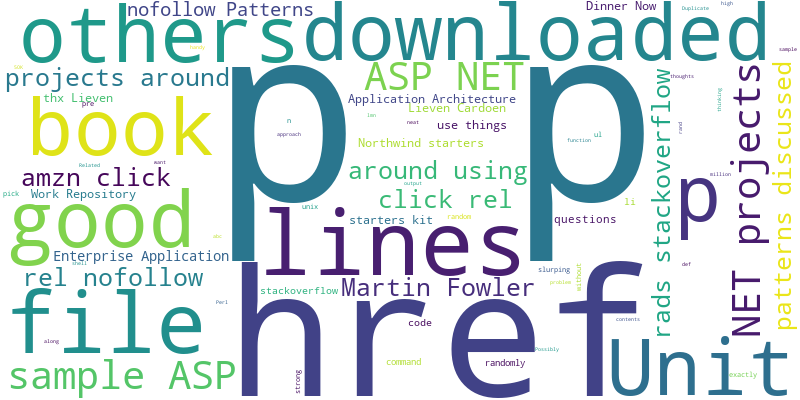 nofollow Patterns
Dinner Now
Duplicate
high
others
downloaded
needs
sample
projects around
p p
ASP NET
thoughts
thx Lieven
pre
Application Architecture
Lieven Cardoen
thinking
book
n
len
neat
use things
rand
approach
function
ul
Northwind starters
Related
want
amzn click
around using
million
output
pick
Work Repository
click rel
p
good
unix
starters kit
random
li
questions
rads stackoverflow
NET projects
patterns discussed
abc
lines
Enterprise Application
shell
def
rel nofollow
slurping
without
problem
stackoverflow
Martin Fowler
contents
file
Perl
href
code
Unit
along
Possibly
command
randomly
sample ASP
strong
exactly